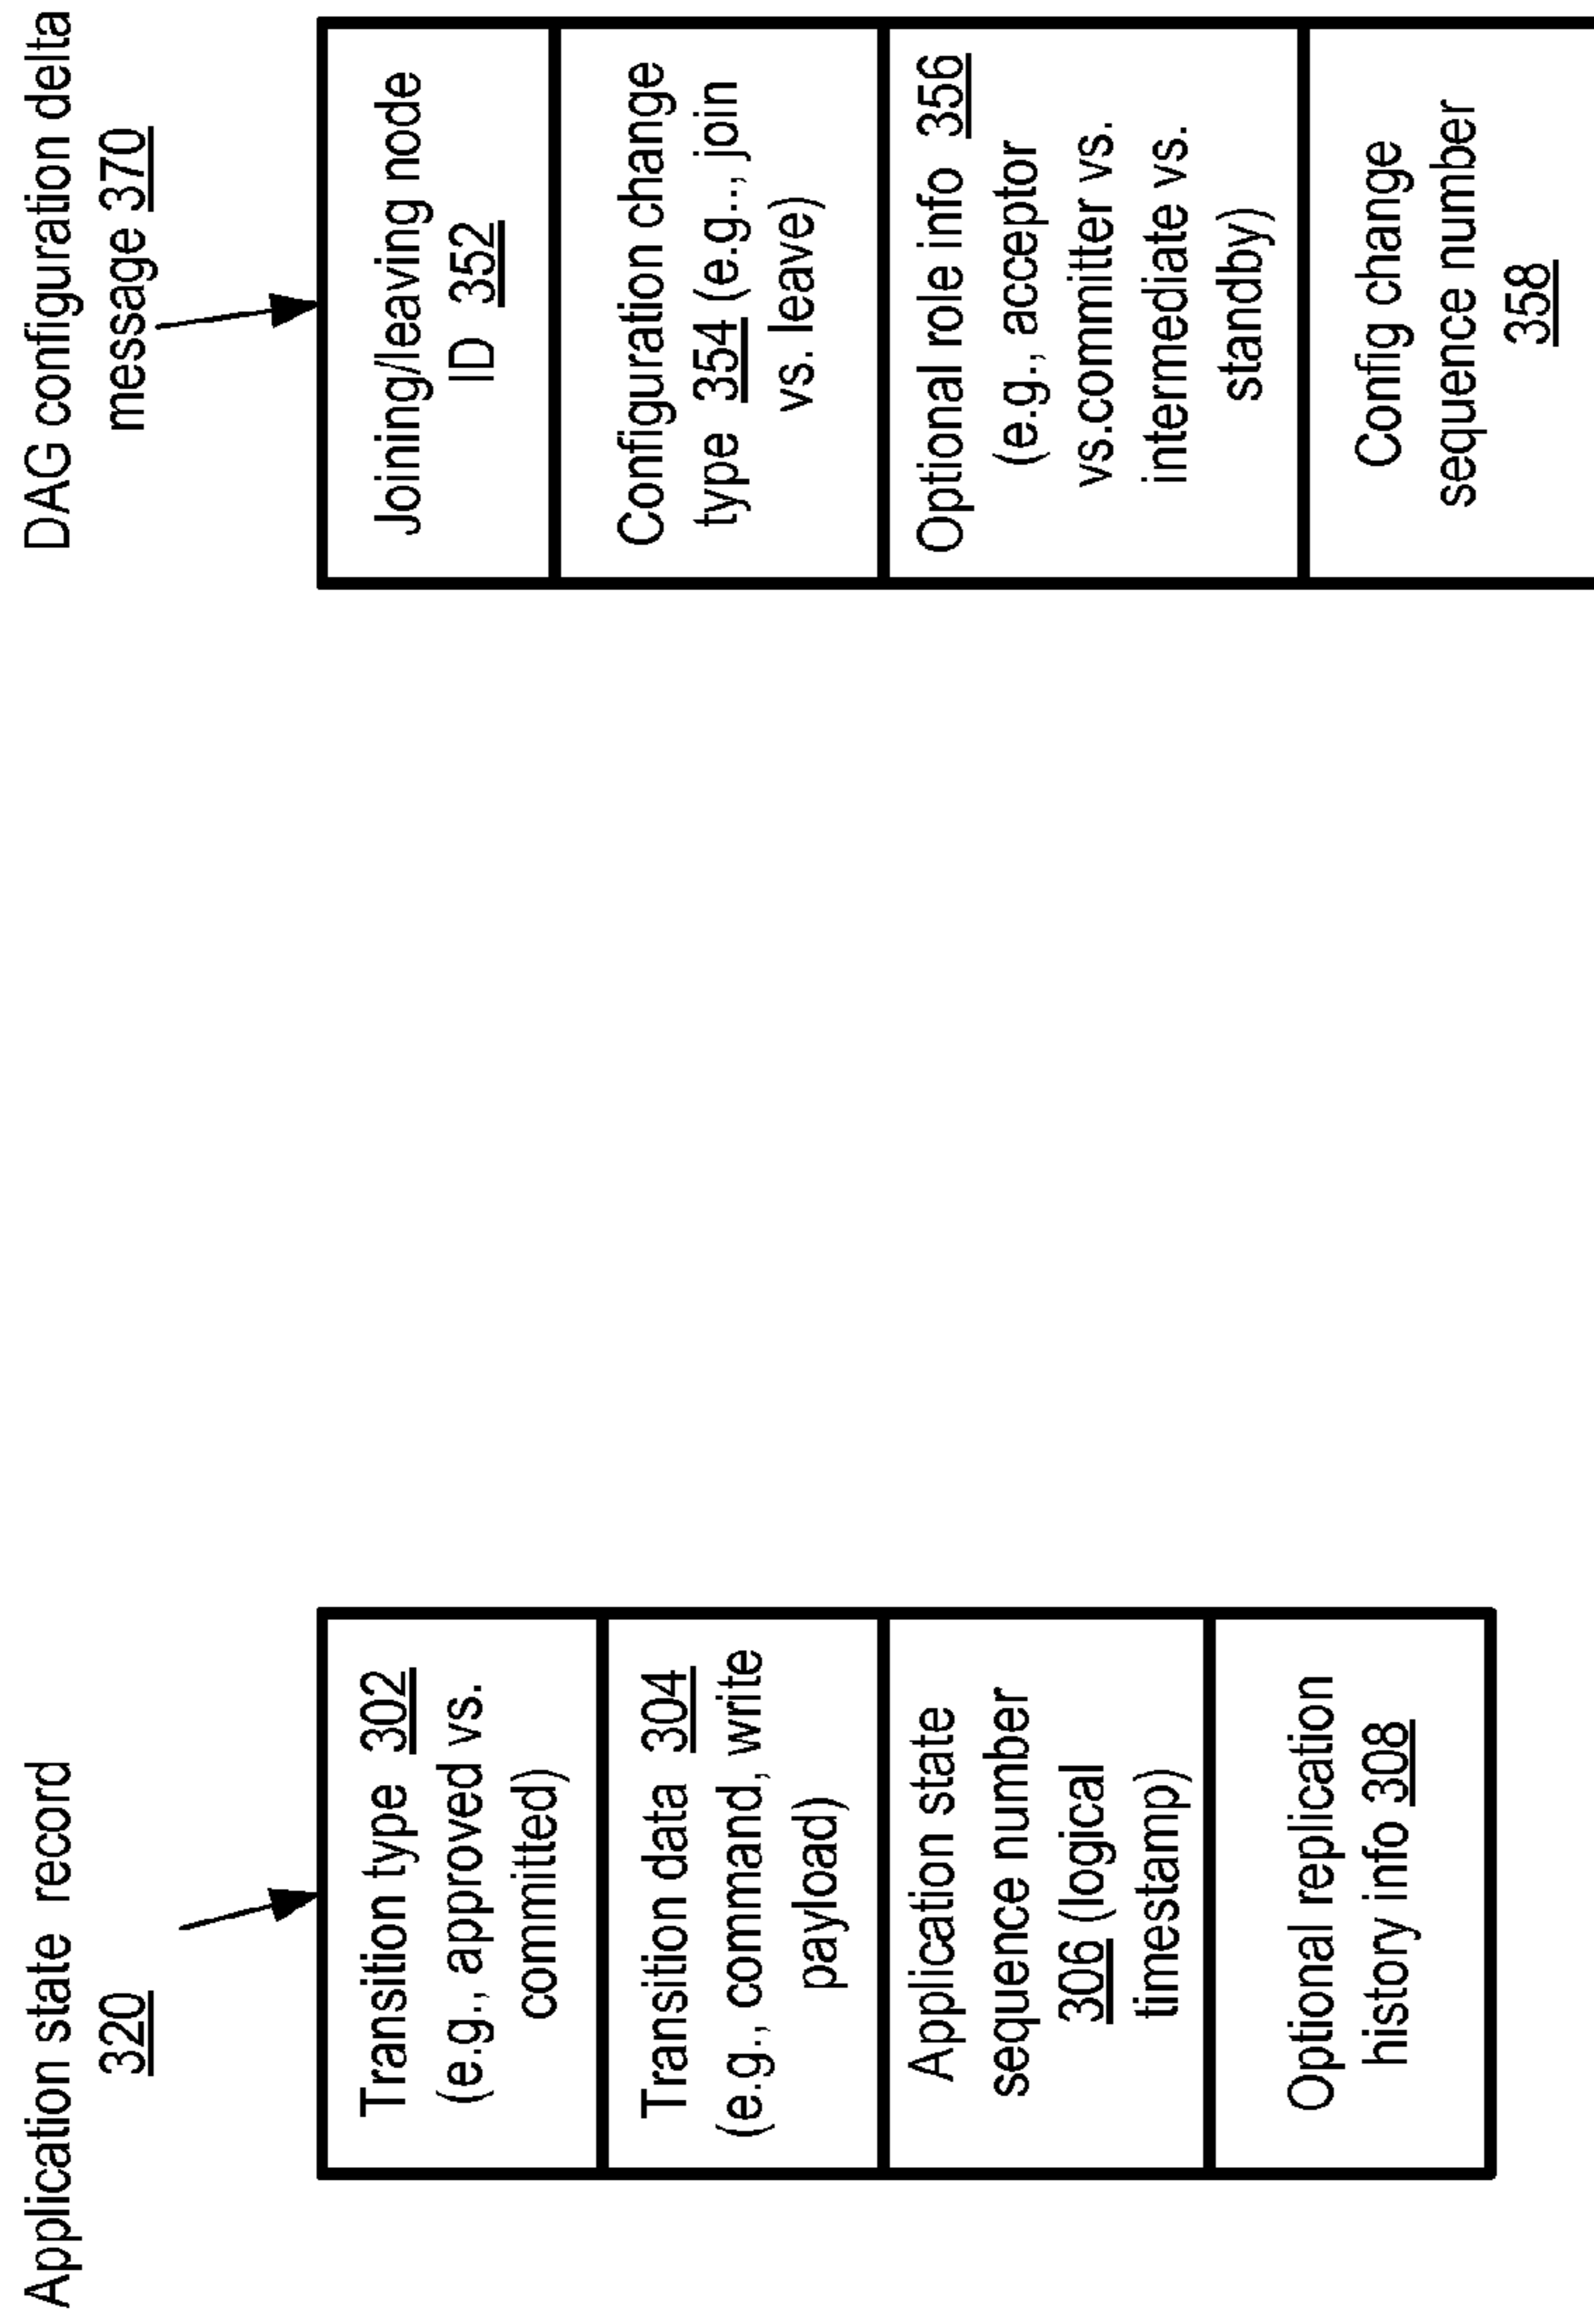 Application state  record
320
Transition type 302
(e.g., approved vs.
committed)
Transition data 304
(e.g., command, write
payload)
Application state
sequence number
306 (logical
timestamp)
Optional replication
history info 308
DAG configuration delta
message 370
Joining/leaving node
ID 352
Configuration change
type 354 (e.g.., join
vs. leave)
Optional role info 356
(e.g., acceptor
vs.committer vs.
intermediate vs.
standby)
Config change
sequence number
358